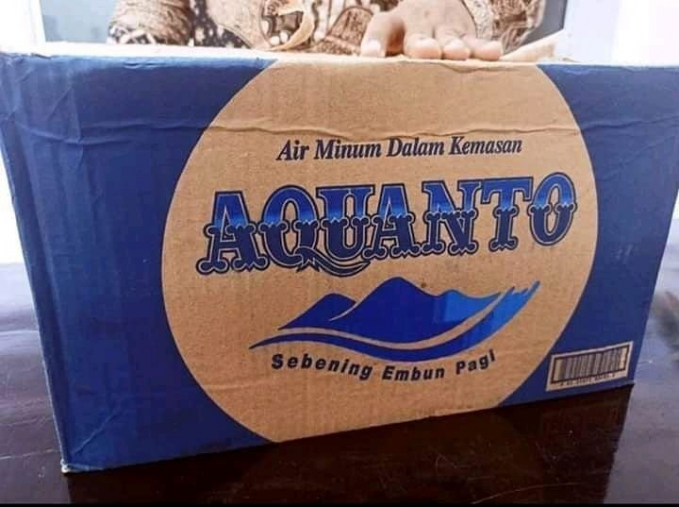 Air Minum Dalam Kemasan
AQUANTO
Sebening Embun Pagi